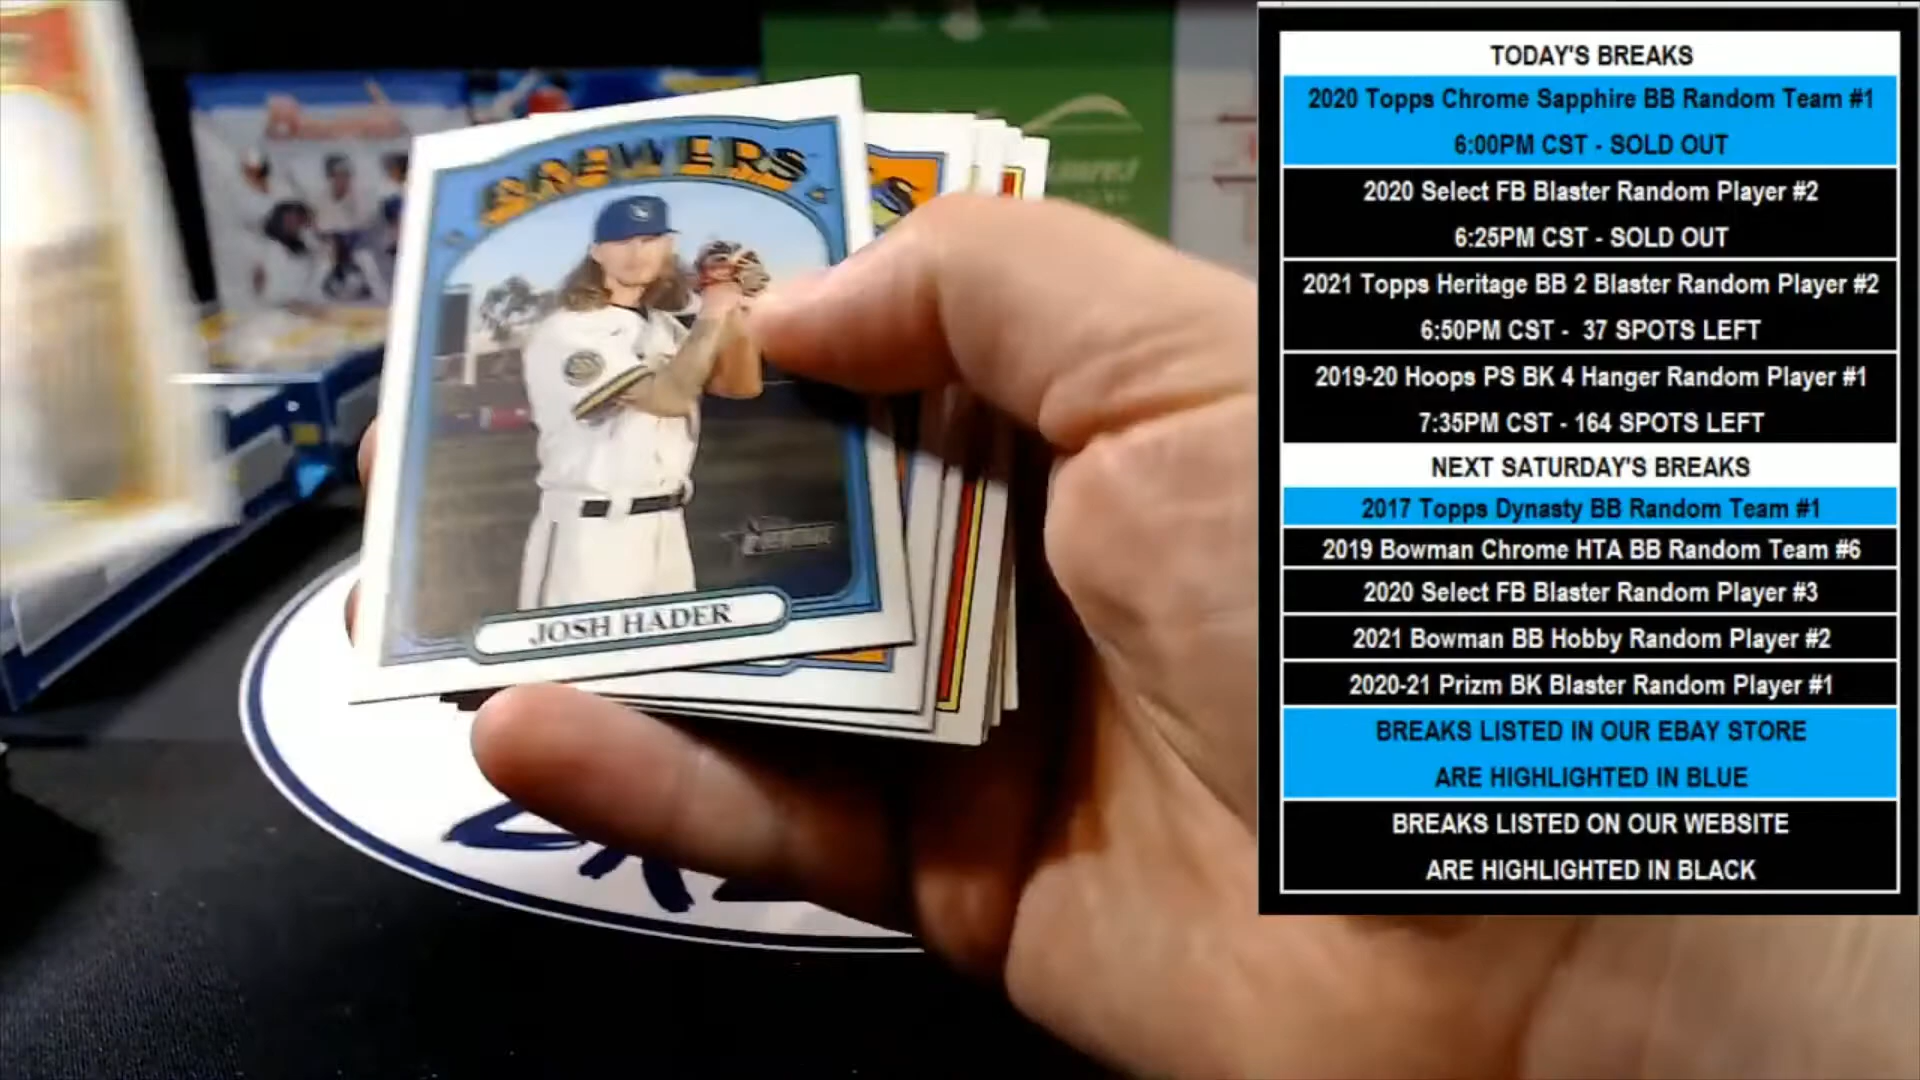 BREWERS
Heritage
JOSH HADER
TODAY'S BREAKS
2020 Topps Chrome Sapphire BB Random Team #1
6:00PM CST - SOLD OUT
2020 Select FB Blaster Random Player #2
6:25PM CST - SOLD OUT
2021 Topps Heritage BB 2 Blaster Random Player #2
6:50PM CST - 37 SPOTS LEFT
2019-20 Hoops PS BK 4 Hanger Random Player #1
7:35PM CST - 164 SPOTS LEFT
NEXT SATURDAY'S BREAKS
2017 Topps Dynasty BB Random Team #1
2019 Bowman Chrome HTA BB Random Team #6
2020 Select FB Blaster Random Player #3
2021 Bowman BB Hobby Random Player #2
2020-21 Prizm BK Blaster Random Player #1
BREAKS LISTED IN OUR EBAY STORE
ARE HIGHLIGHTED IN BLUE
BREAKS LISTED ON OUR WEBSITE
ARE HIGHLIGHTED IN BLACK